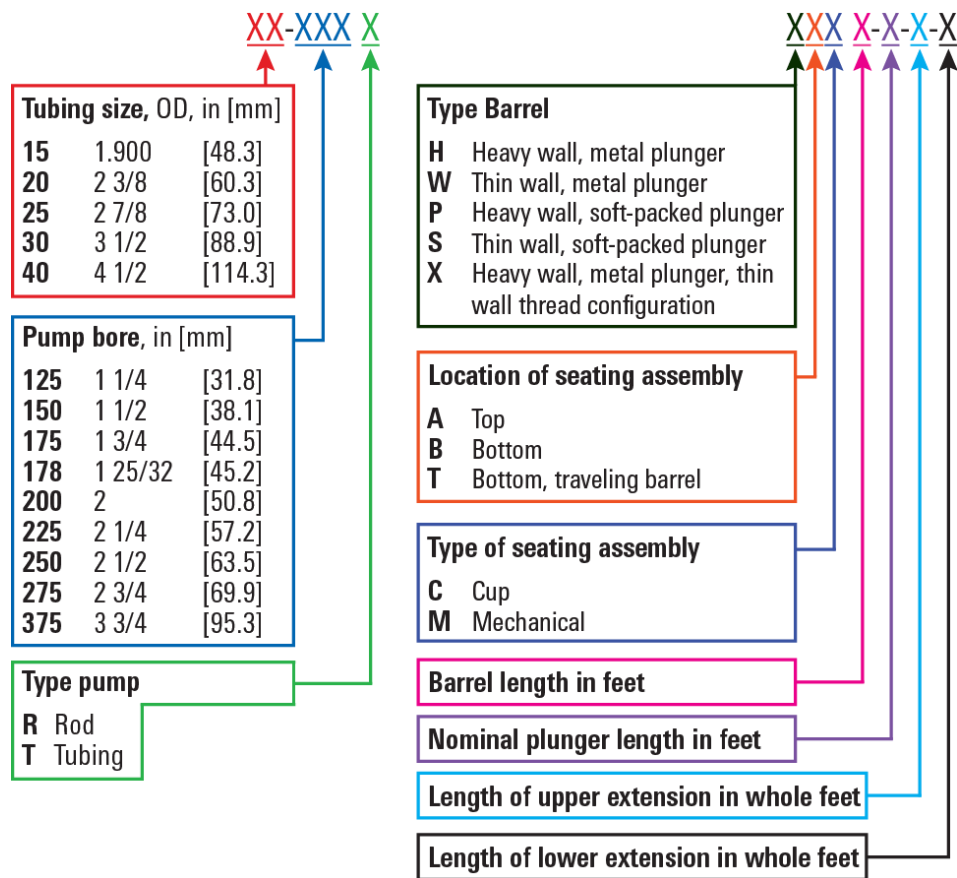 XX-XXX X XXX X-X-X-X
Tubing size, OD, in [mm]
15 1.900 [48.3]
20 2 3/8 [60.3]
25 2 7/8 [73.0]
30 3 1/2 [88.9]
40 4 1/2 [114.3]
Pump bore, in [mm]
125 1 1/4 [31.8]
150 1 1/2 [38.1]
175 1 3/4 [44.5]
178 1 25/32 [45.2]
200 2 [50.8]
225 2 1/4 [57.2]
250 2 1/2 [63.5]
275 2 3/4 [69.9]
375 3 3/4 [95.3]
Type pump
R Rod
T Tubing
Type Barrel
H Heavy wall, metal plunger
W Thin wall, metal plunger
P Heavy wall, soft-packed plunger
S Thin wall, soft-packed plunger
X Heavy wall, metal plunger, thin
wall thread configuration
Location of seating assembly
A Top
B Bottom
T Bottom, traveling barrel
Type of seating assembly
C Cup
M Mechanical
Barrel length in feet
Nominal plunger length in feet
Length of upper extension in whole feet
Length of lower extension in whole feet